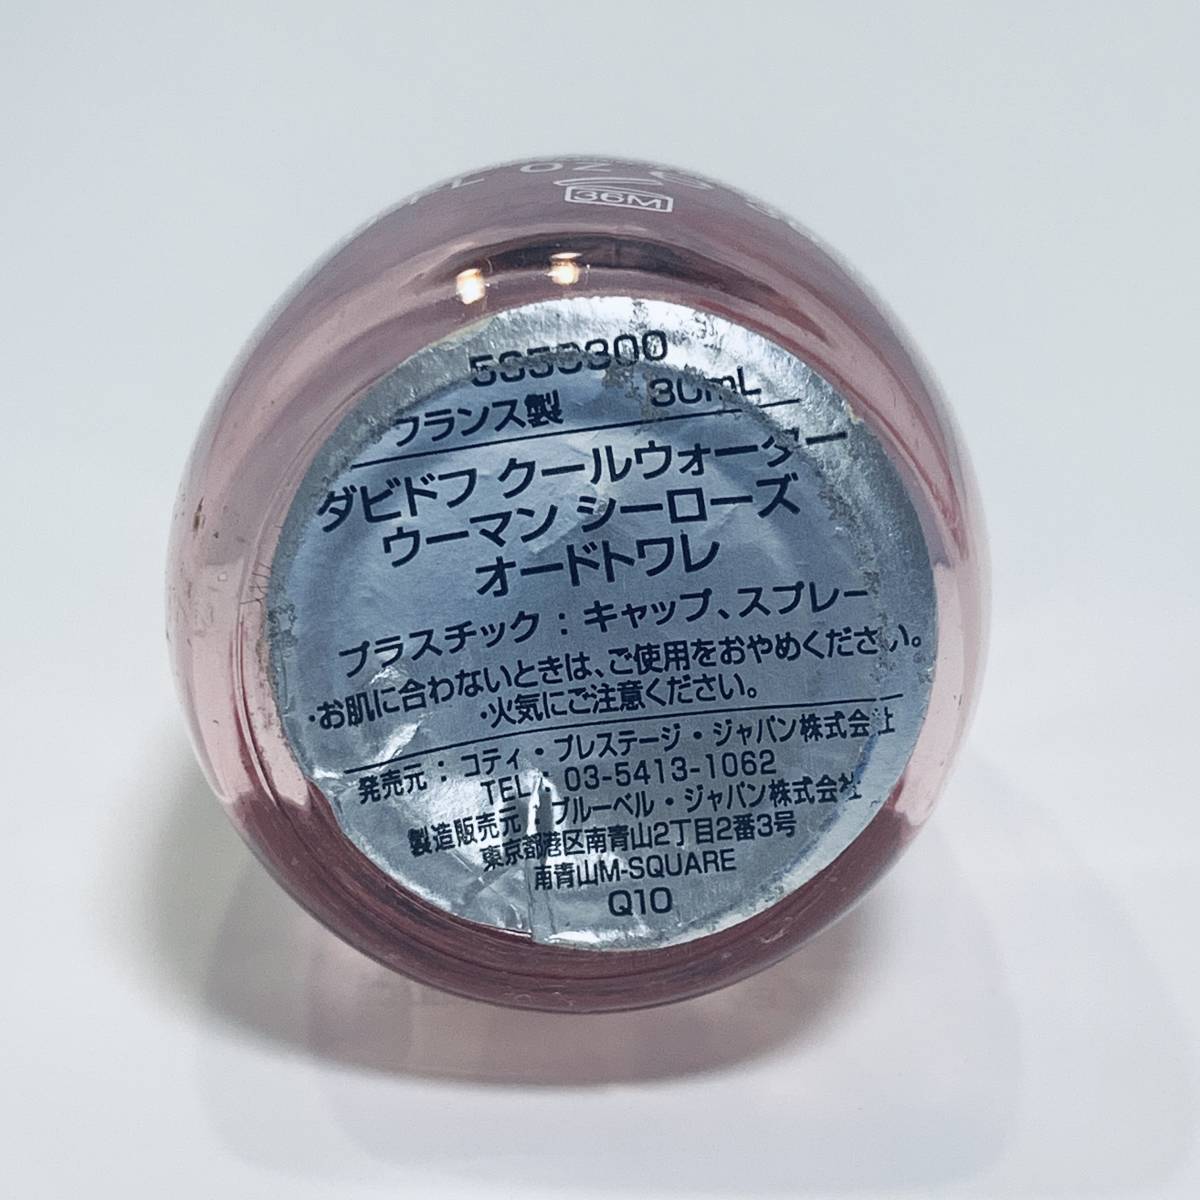 36M
フランス製 30mL
ダビドフ クールウォーター
ウーマン シーローズ
オードトワレ
プラスチック：キャップ、スプレー
・お肌に合わないときは、ご使用をおやめください。
・火気にご注意ください。
発売元：コティ・プレステージ・ジャパン株式会社
TEL：03-5413-1062
製造販売元：ブルーベル・ジャパン株式会社
東京都港区南青山2丁目2番3号
南青山M-SQUARE
Q10